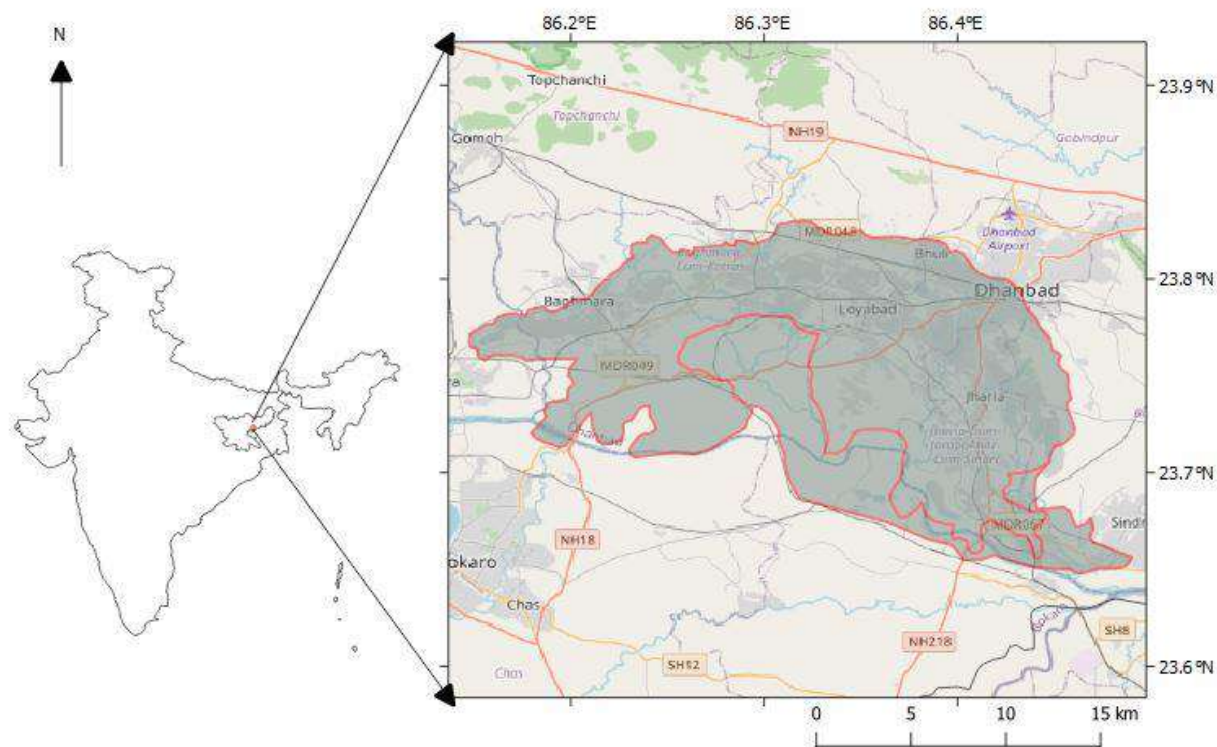 N
86.2°E 86.3°E 86.4°E
23.9°N
23.8°N
23.7°N
23.6°N
Topchanchi
Topchanchi
NH19
Gobindpur
Gomoh
Dhanbad
Airport
MDR048
Bhuli
Dhanbad
Baghmara
Loyabad
MDR049
Jharia
MDR067
Sindr
NH18
okaro
Chas
Chas
NH218
SH8
SH12
0 5 10 15 km